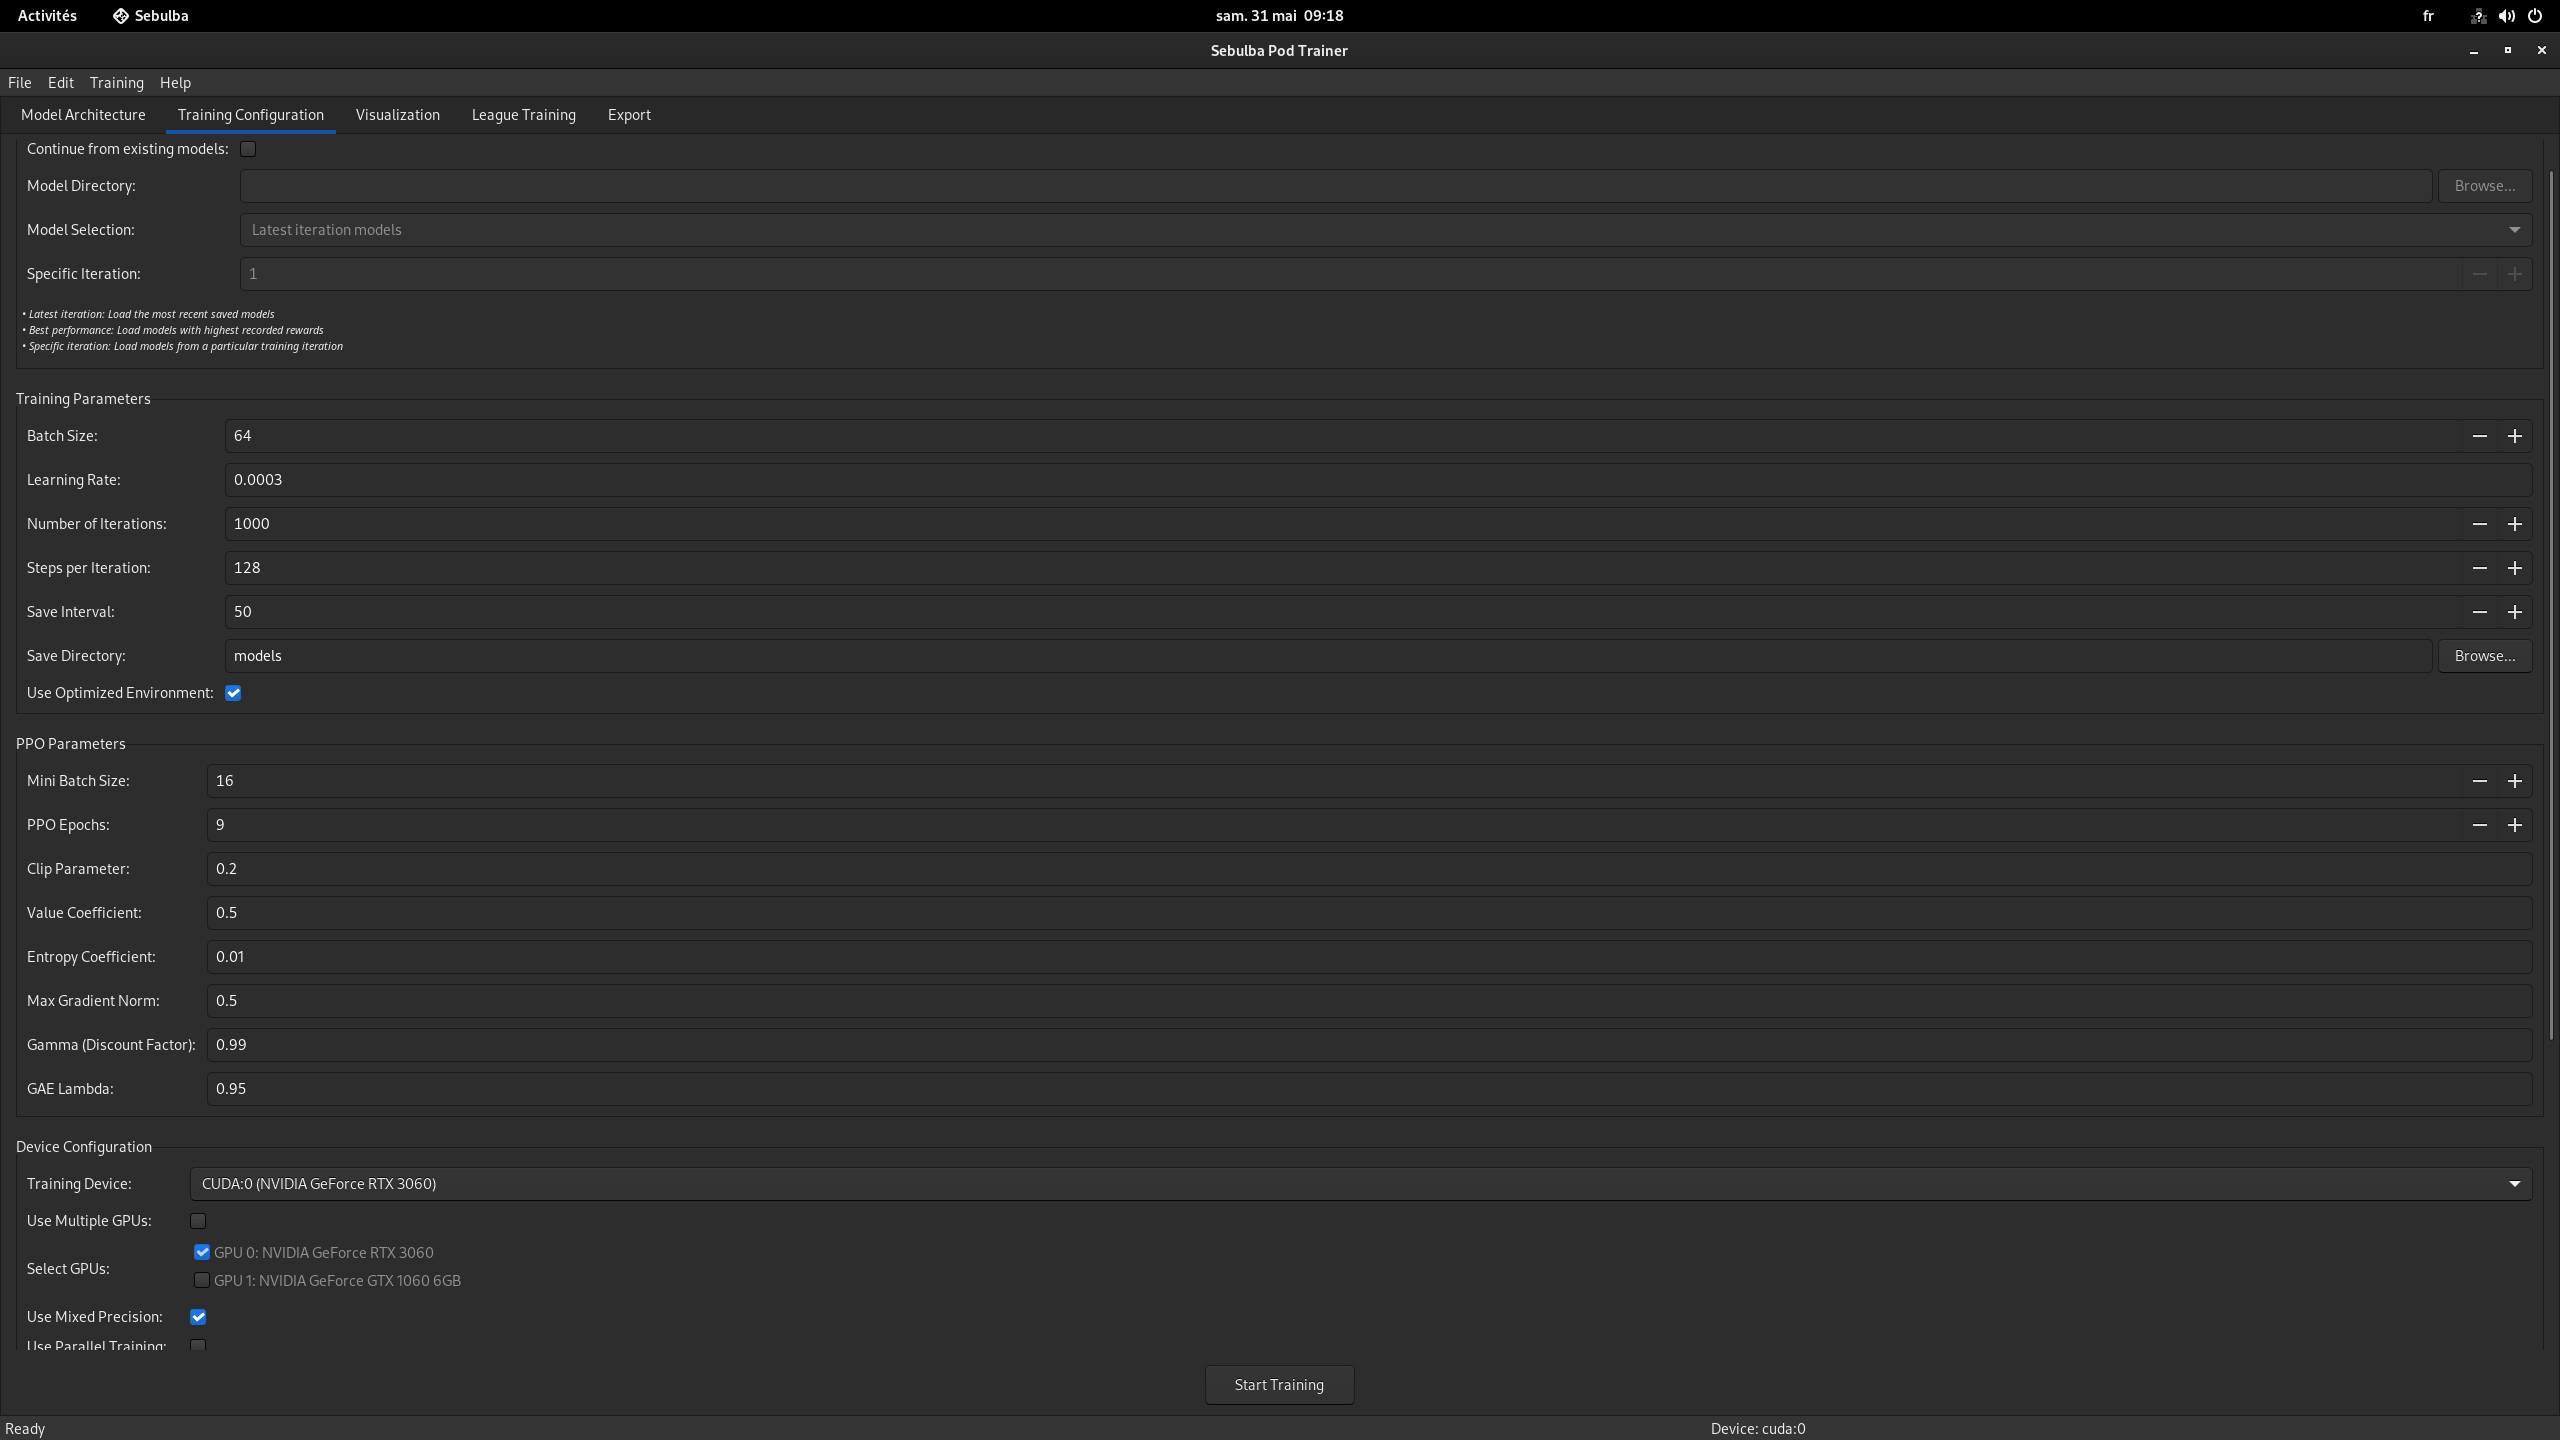 Activités Sebulba sam. 31 mai 09:18 fr
Sebulba Pod Trainer
File Edit Training Help
Model Architecture Training Configuration Visualization League Training Export
Continue from existing models:
Model Directory: Browse...
Model Selection: Latest iteration models
Specific Iteration: 1
• Latest iteration: Load the most recent saved models
• Best performance: Load models with highest recorded rewards
• Specific iteration: Load models from a particular training iteration
Training Parameters
Batch Size: 64
Learning Rate: 0.0003
Number of Iterations: 1000
Steps per Iteration: 128
Save Interval: 50
Save Directory: models Browse...
Use Optimized Environment:
PPO Parameters
Mini Batch Size: 16
PPO Epochs: 9
Clip Parameter: 0.2
Value Coefficient: 0.5
Entropy Coefficient: 0.01
Max Gradient Norm: 0.5
Gamma (Discount Factor): 0.99
GAE Lambda: 0.95
Device Configuration
Training Device: CUDA:0 (NVIDIA GeForce RTX 3060)
Use Multiple GPUs:
GPU 0: NVIDIA GeForce RTX 3060
Select GPUs:
GPU 1: NVIDIA GeForce GTX 1060 6GB
Use Mixed Precision:
Use Parallel Training:
Start Training
Ready Device: cuda:0